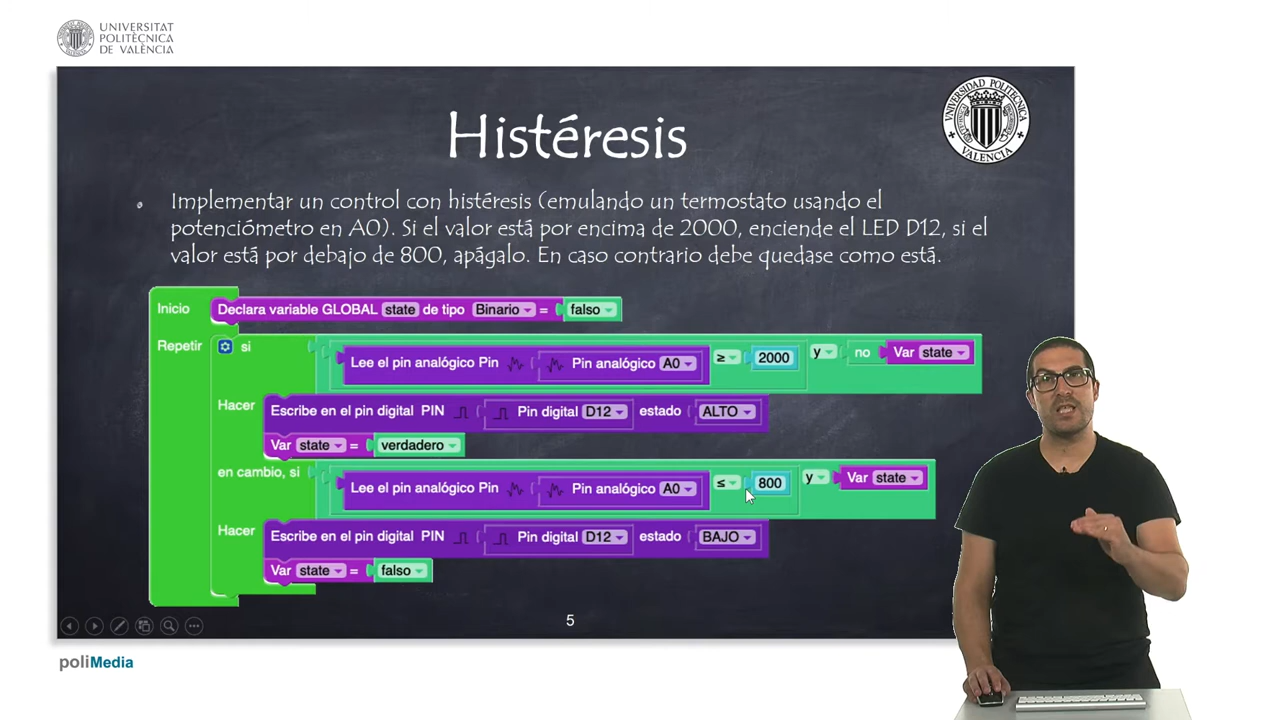 UNIVERSITAT
POLITÈCNICA
DE VALÈNCIA
UNIVERSIDAD POLITECNICA
VALENCIA
Histéresis
Implementar un control con histéresis (emulando un termostato usando el
potenciómetro en A0). Si el valor está por encima de 2000, enciende el LED D12, si el
valor está por debajo de 800, apágalo. En caso contrario debe quedase como está.
Inicio Declara variable GLOBAL state de tipo Binario = falso
Repetir si Lee el pin analógico Pin Pin analógico A0 ≥ 2000 y no Var state
Hacer Escribe en el pin digital PIN Pin digital D12 estado ALTO
Var state = verdadero
en cambio, si Lee el pin analógico Pin Pin analógico A0 ≤ 800 y Var state
Hacer Escribe en el pin digital PIN Pin digital D12 estado BAJO
Var state = falso
5
poliMedia